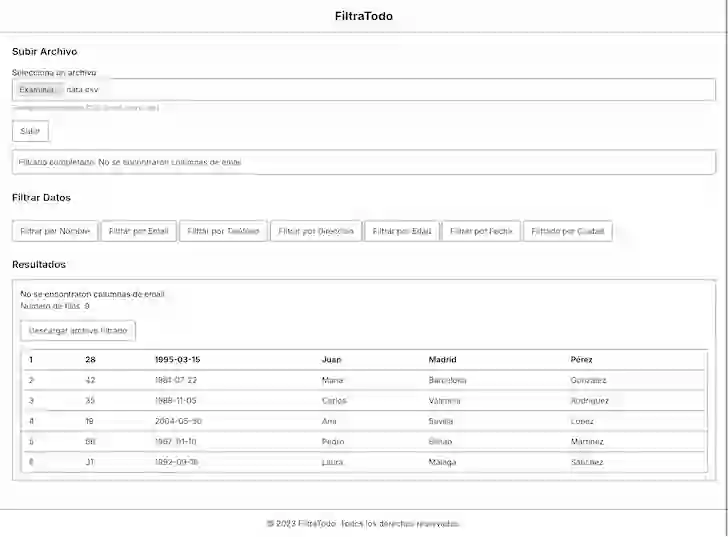 FiltraTodo
Subir Archivo
Selecciona un archivo
Examinar... data.csv
Subir
Filtrado completado. No se encontraron columnas de email
Filtrar Datos
Filtrar por Nombre Filtrar por Email Filtrar por Teléfono Filtrar por Dirección Filtrar por Edad Filtrar por Fecha Filtrado por Ciudad
Resultados
No se encontraron columnas de email
Número de filas:
Descargar archivo filtrado
1 28 1995-03-15 Juan Madrid Pérez
2 42 1981-07-22 María Barcelona González
3 35 1988-11-05 Carlos Valencia Rodríguez
4 19 2004-05-30 Ana Sevilla López
5 1967-01-10 Pedro Bilbao Martínez
6 31 1992-09-18 Laura Málaga Sánchez
© 2023 FiltraTodo. Todos los derechos reservados.